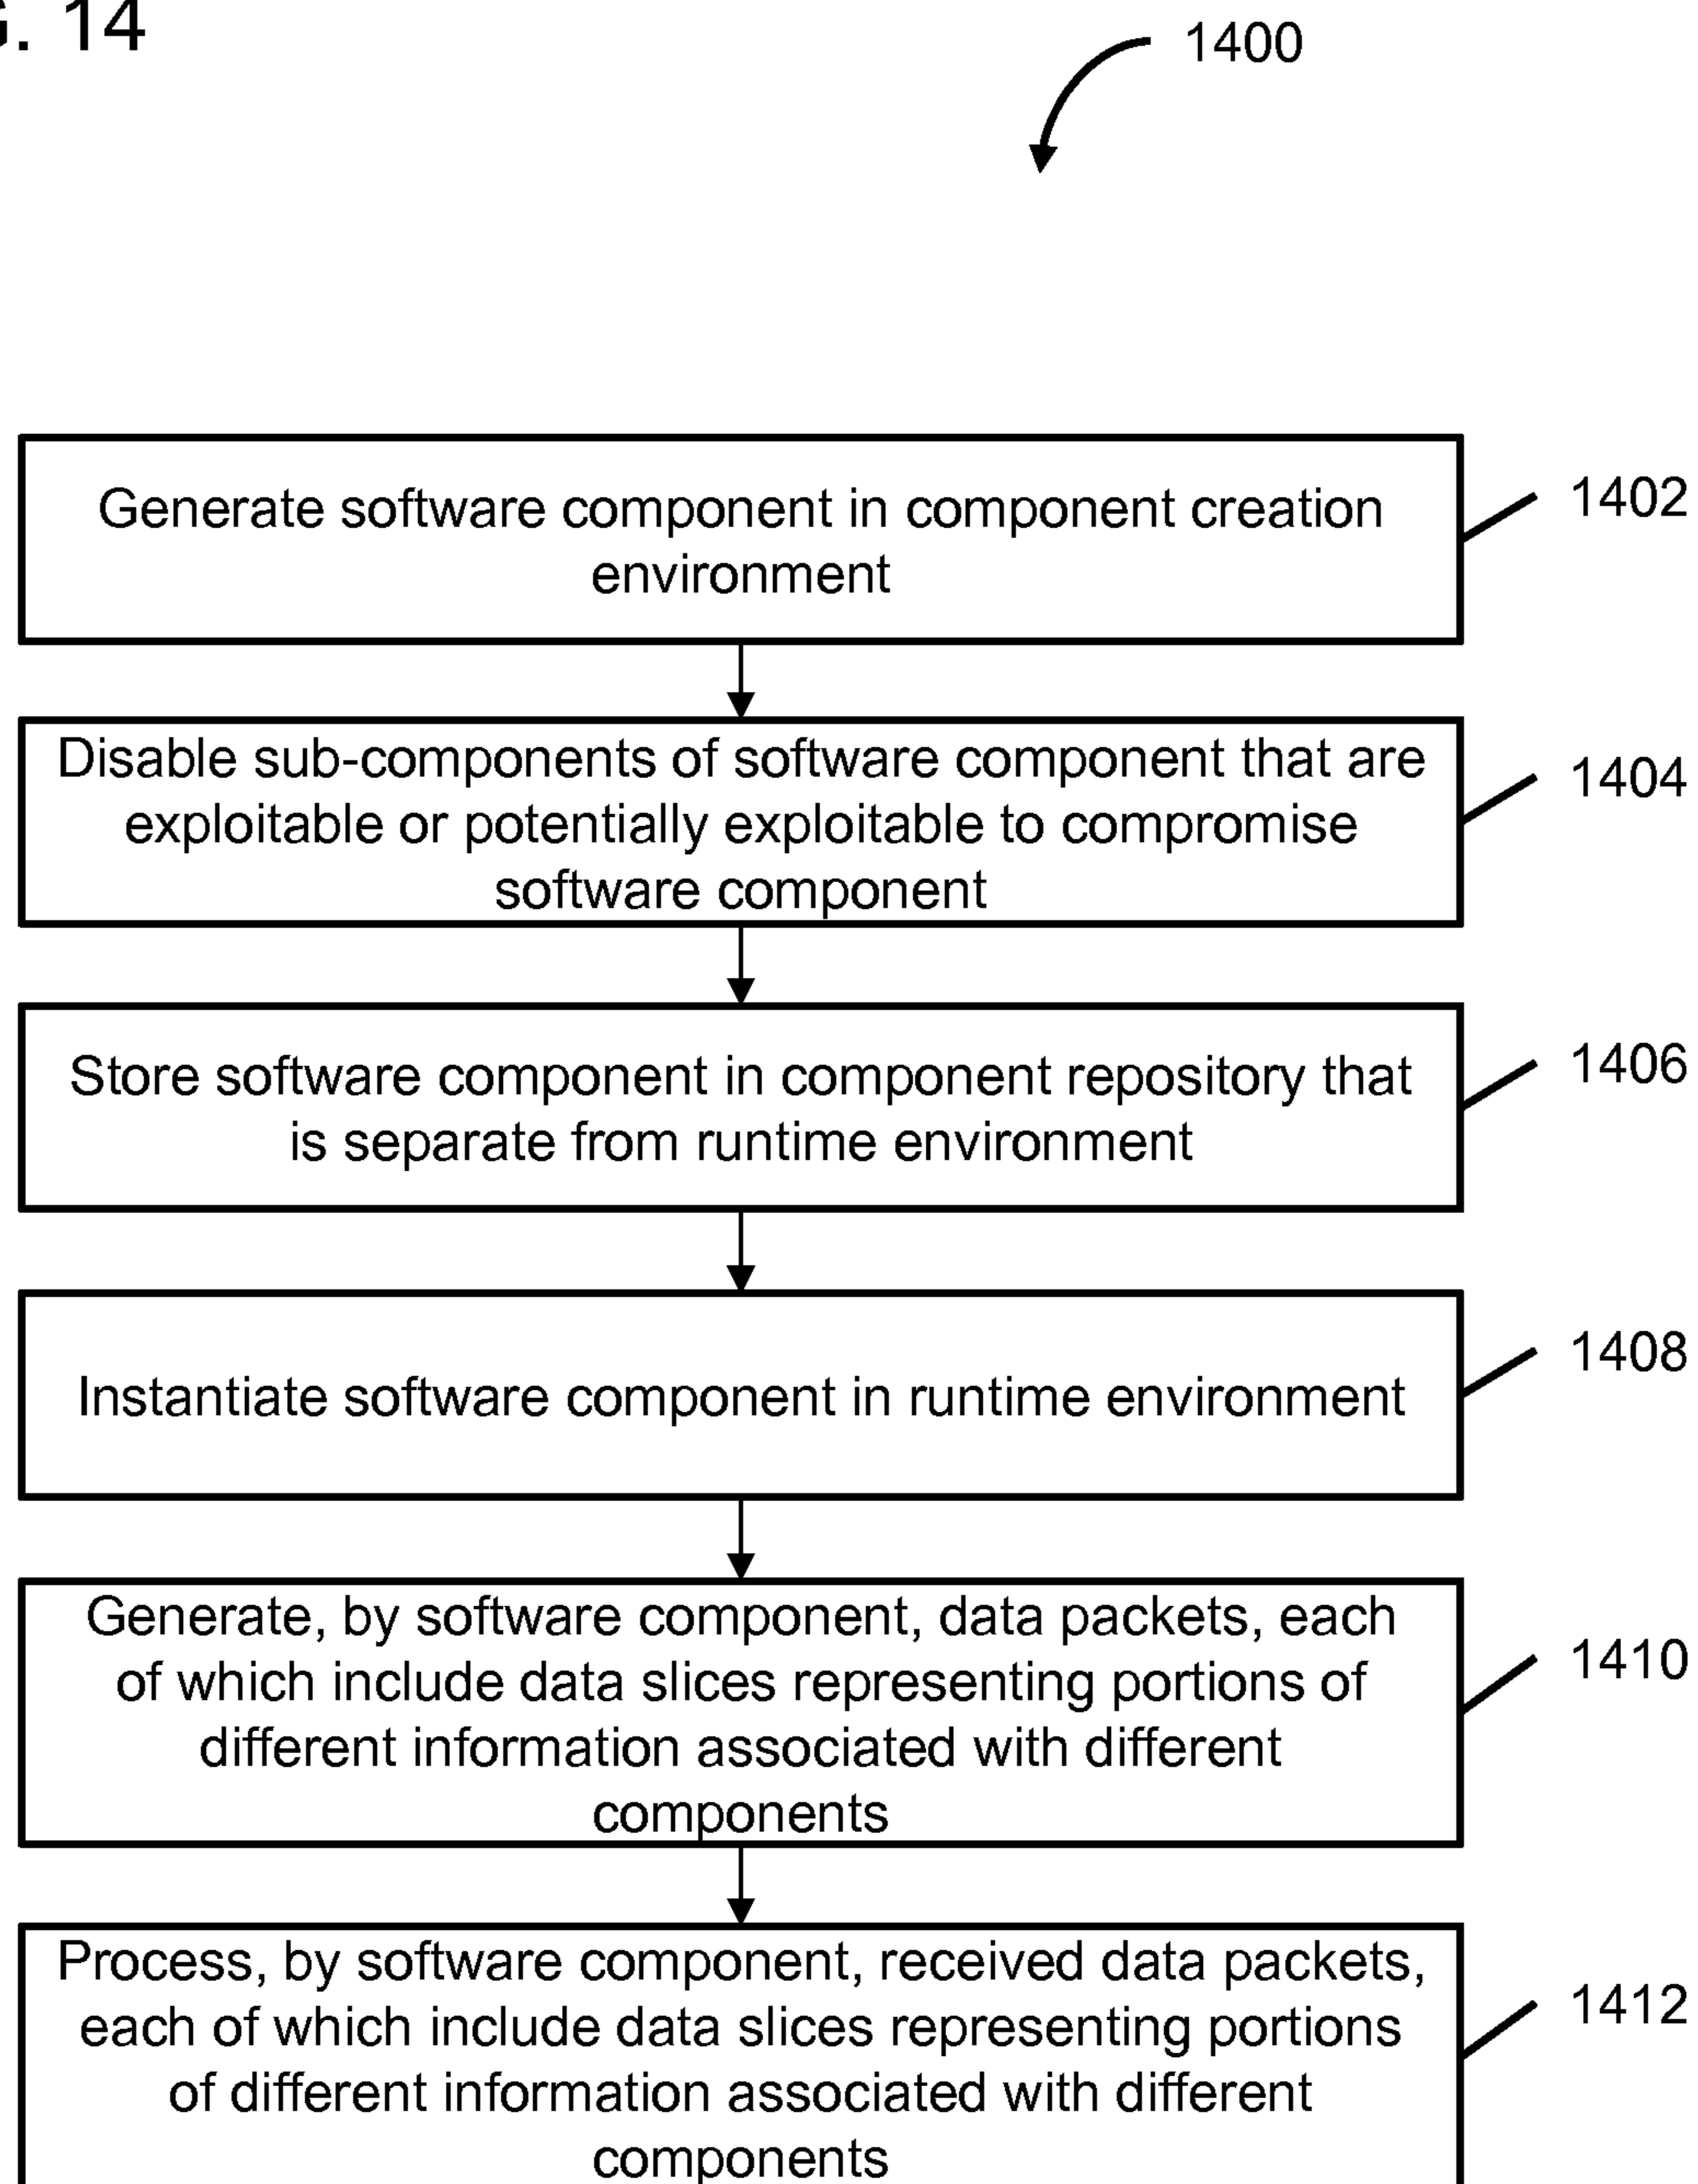 G. 14
1400
Generate software component in component creation
environment
1402
Disable sub-components of software component that are
exploitable or potentially exploitable to compromise
software component
1404
Store software component in component repository that
is separate from runtime environment
1406
Instantiate software component in runtime environment
1408
Generate, by software component, data packets, each
of which include data slices representing portions of
different information associated with different
components
1410
Process, by software component, received data packets,
each of which include data slices representing portions
of different information associated with different
components
1412